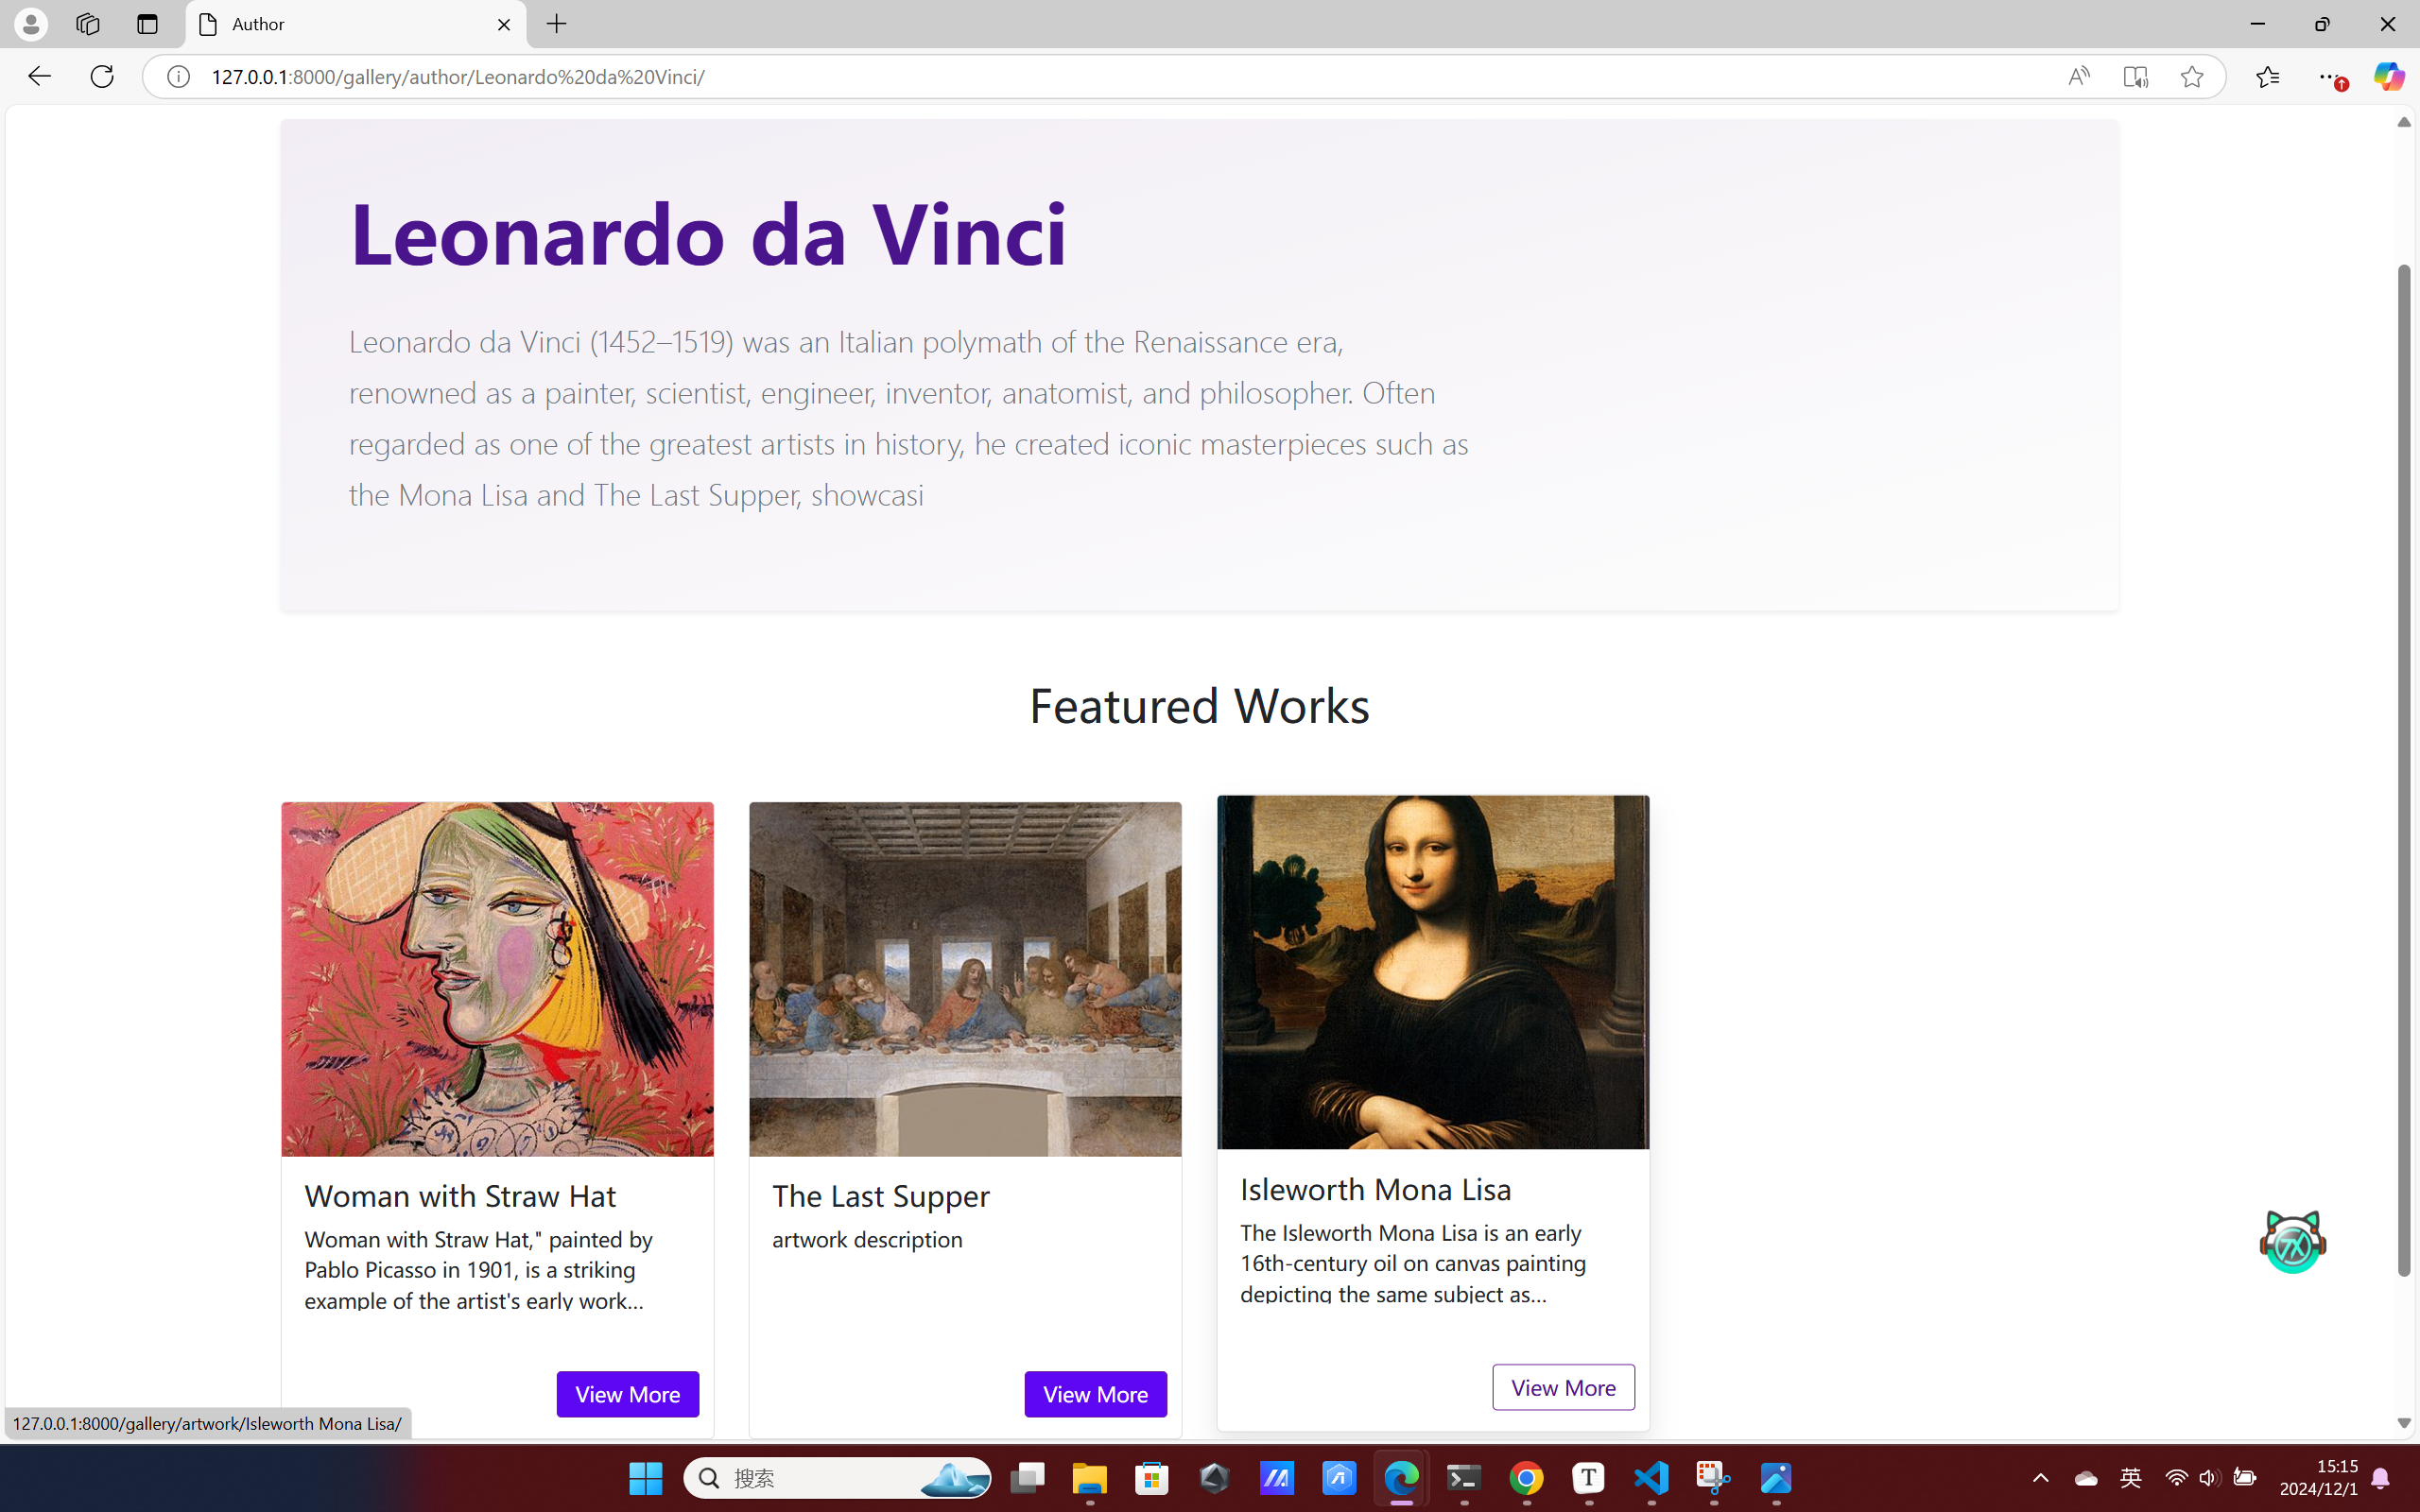 Author
127.0.0.1:8000/gallery/author/Leonardo%20da%20Vinci/
Leonardo da Vinci
Leonardo da Vinci (1452–1519) was an Italian polymath of the Renaissance era,
renowned as a painter, scientist, engineer, inventor, anatomist, and philosopher. Often
regarded as one of the greatest artists in history, he created iconic masterpieces such as
the Mona Lisa and The Last Supper, showcasi
Featured Works
Woman with Straw Hat
Woman with Straw Hat," painted by
Pablo Picasso in 1901, is a striking
example of the artist's early work...
View More
The Last Supper
artwork description
View More
Isleworth Mona Lisa
The Isleworth Mona Lisa is an early
16th-century oil on canvas painting
depicting the same subject as...
View More
127.0.0.1:8000/gallery/artwork/Isleworth Mona Lisa/
搜索
英
15:15
2024/12/1